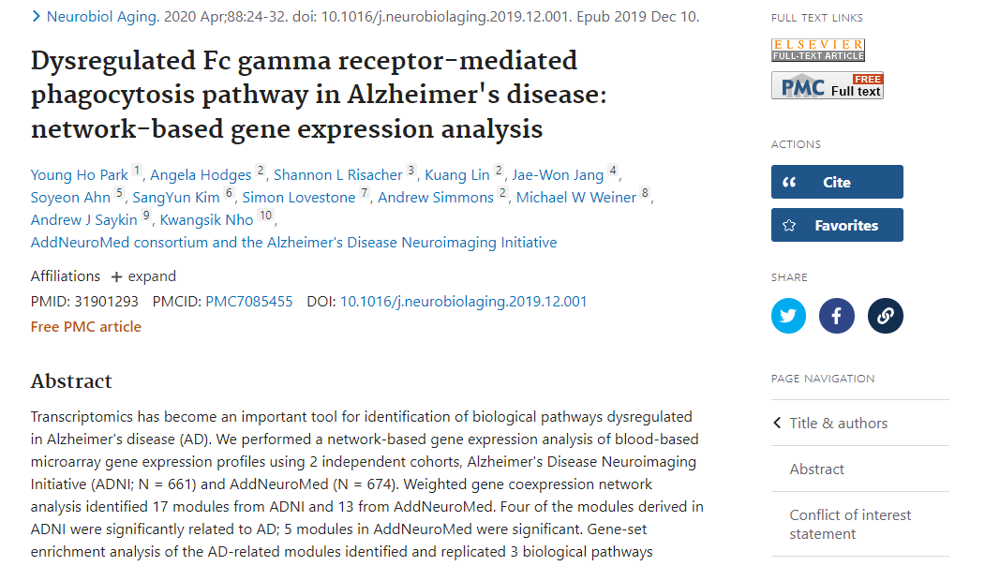 Neurobiol Aging. 2020 Apr;88:24-32. doi: 10.1016/j.neurobiolaging.2019.12.001. Epub 2019 Dec 10.
Dysregulated Fc gamma receptor-mediated
phagocytosis pathway in Alzheimer's disease:
network-based gene expression analysis
Young Ho Park 1, Angela Hodges 2, Shannon L Risacher 3, Kuang Lin 2, Jae-Won Jang 4,
Soyeon Ahn 5, SangYun Kim 6, Simon Lovestone 7, Andrew Simmons 2, Michael W Weiner 8,
Andrew J Saykin 9, Kwangsik Nho 10,
AddNeuroMed consortium and the Alzheimer's Disease Neuroimaging Initiative
Affiliations + expand
PMID: 31901293 PMCID: PMC7085455 DOI: 10.1016/j.neurobiolaging.2019.12.001
Free PMC article
Abstract
Transcriptomics has become an important tool for identification of biological pathways dysregulated
in Alzheimer's disease (AD). We performed a network-based gene expression analysis of blood-based
microarray gene expression profiles using 2 independent cohorts, Alzheimer's Disease Neuroimaging
Initiative (ADNI; N = 661) and AddNeuroMed (N = 674). Weighted gene coexpression network
analysis identified 17 modules from ADNI and 13 from AddNeuroMed. Four of the modules derived in
ADNI were significantly related to AD; 5 modules in AddNeuroMed were significant. Gene-set
enrichment analysis of the AD-related modules identified and replicated 3 biological pathways
FULL TEXT LINKS
ELSEVIER
FULL-TEXT ARTICLE
PMC FREE
Full text
ACTIONS
Cite
Favorites
SHARE
PAGE NAVIGATION
Title & authors
Abstract
Conflict of interest
statement